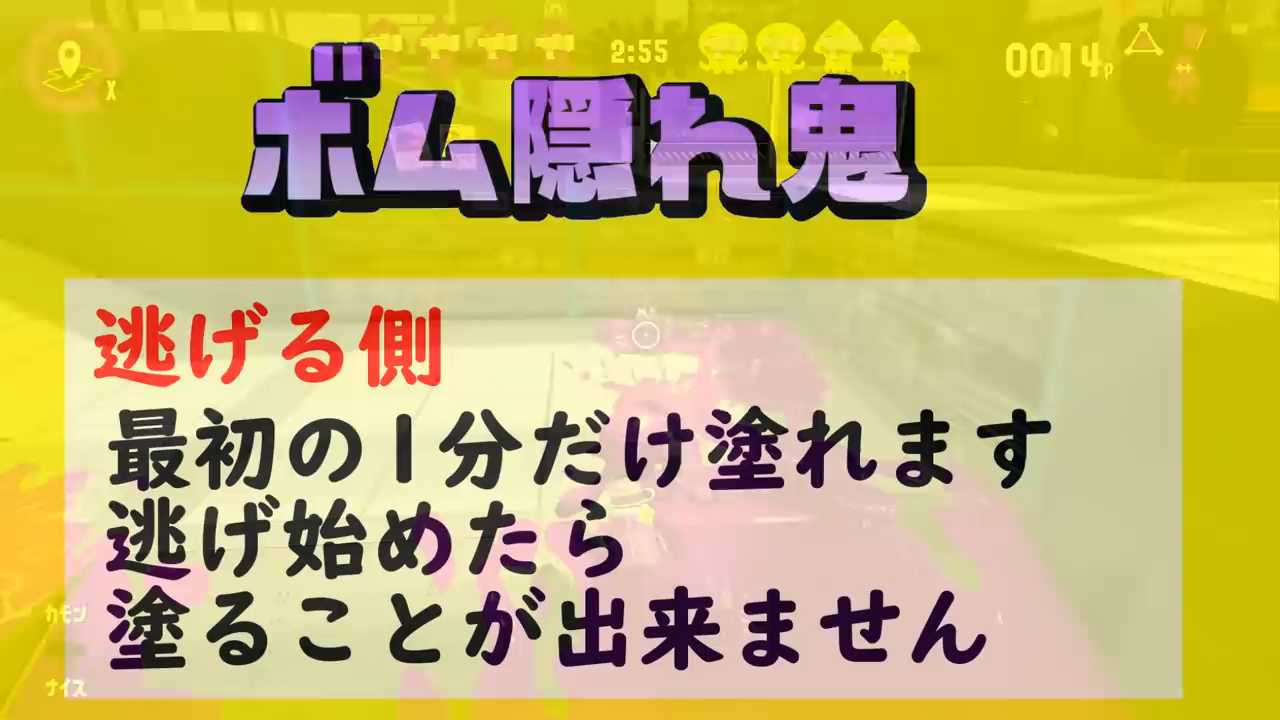 2:55
0014p
X
ボム隠れ鬼
逃げる側
最初の1分だけ塗れます
逃げ始めたら
塗ることが出来ません
カモン
ナイス